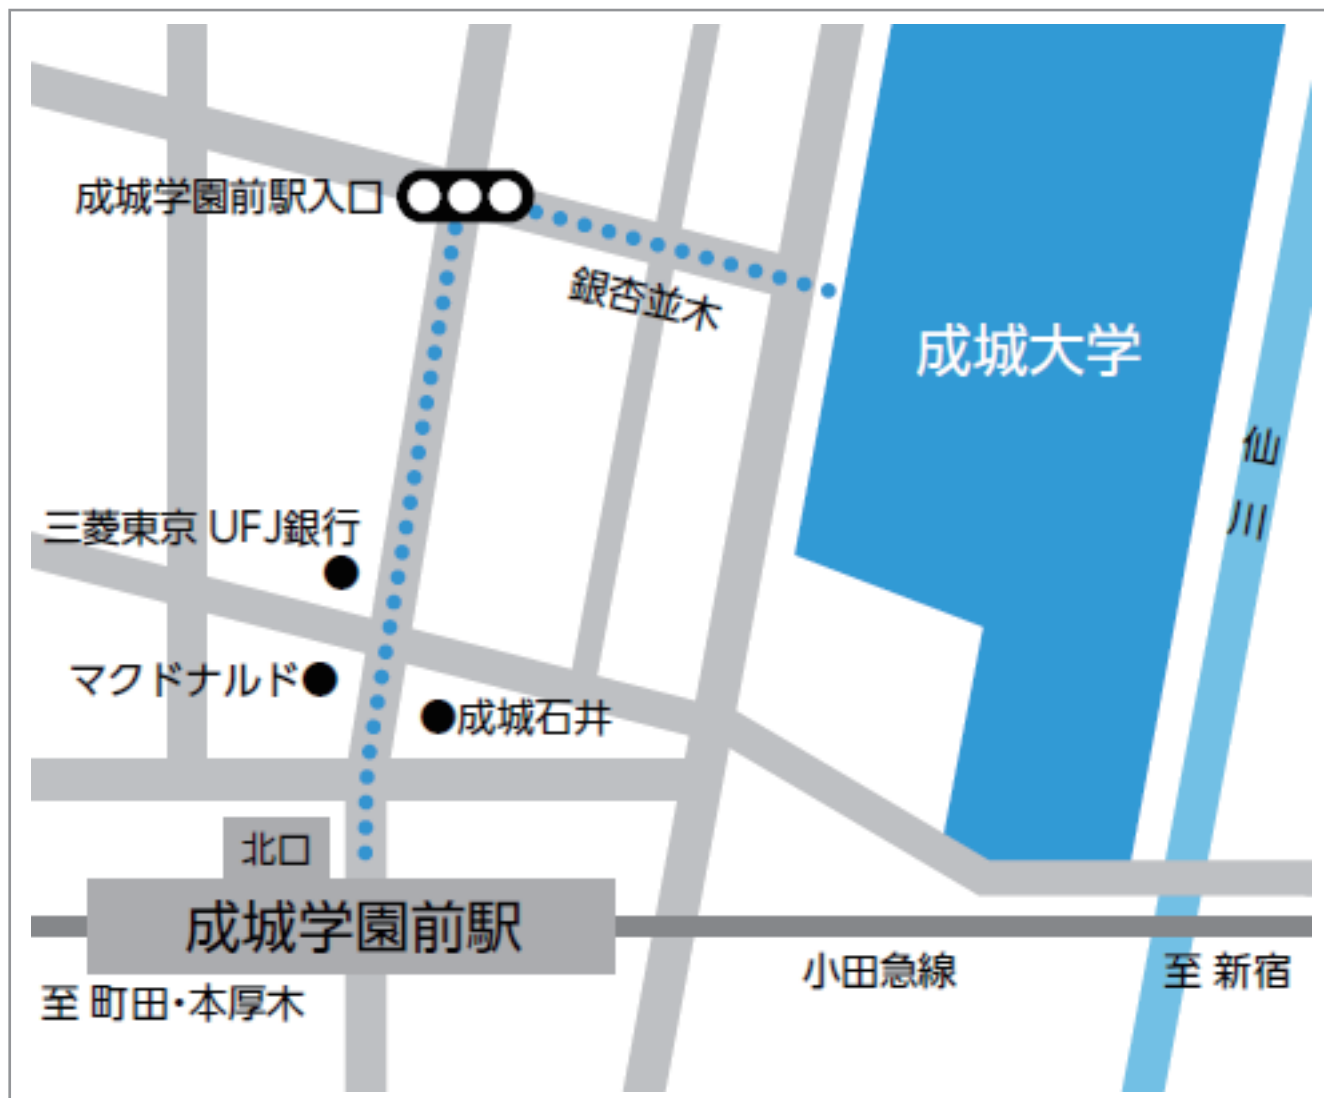 成城学園前駅入口
銀杏並木
成城大学
仙川
三菱東京 UFJ銀行
マクドナルド
成城石井
北口
成城学園前駅
小田急線
至 新宿
至 町田・本厚木